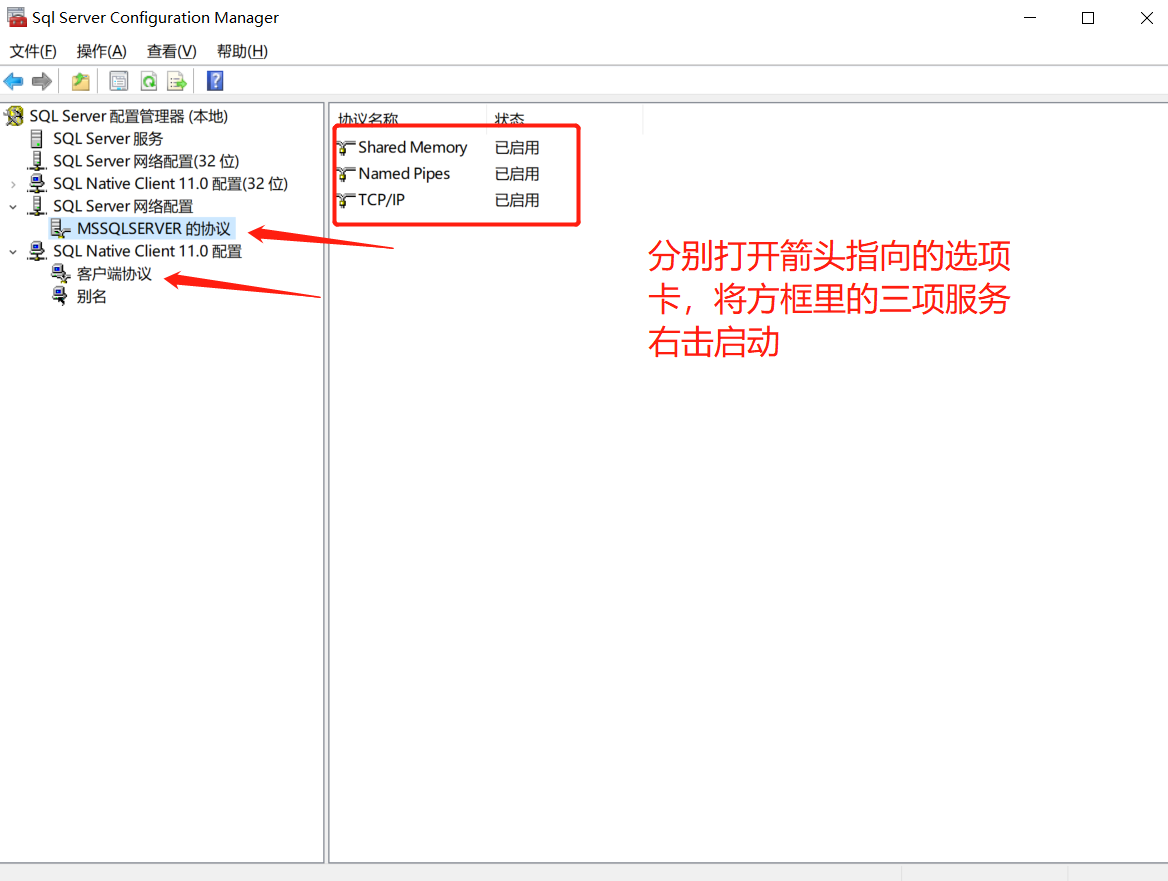 Sql Server Configuration Manager
文件(F) 操作(A) 查看(V) 帮助(H)
SQL Server 配置管理器 (本地)
SQL Server 服务
SQL Server 网络配置(32 位)
SQL Native Client 11.0 配置(32 位)
SQL Server 网络配置
MSSQLSERVER 的协议
SQL Native Client 11.0 配置
客户端协议
别名
协议名称 状态
Shared Memory 已启用
Named Pipes 已启用
TCP/IP 已启用
分别打开箭头指向的选项
卡，将方框里的三项服务
右击启动